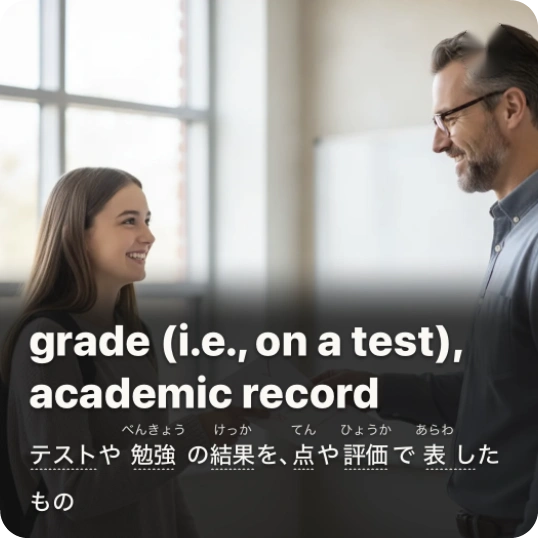 grade (i.e., on a test),
academic record
べんきょう けっか てん ひょうか あらわ
テストや 勉強 の結果を、点や評価で 表 した
もの